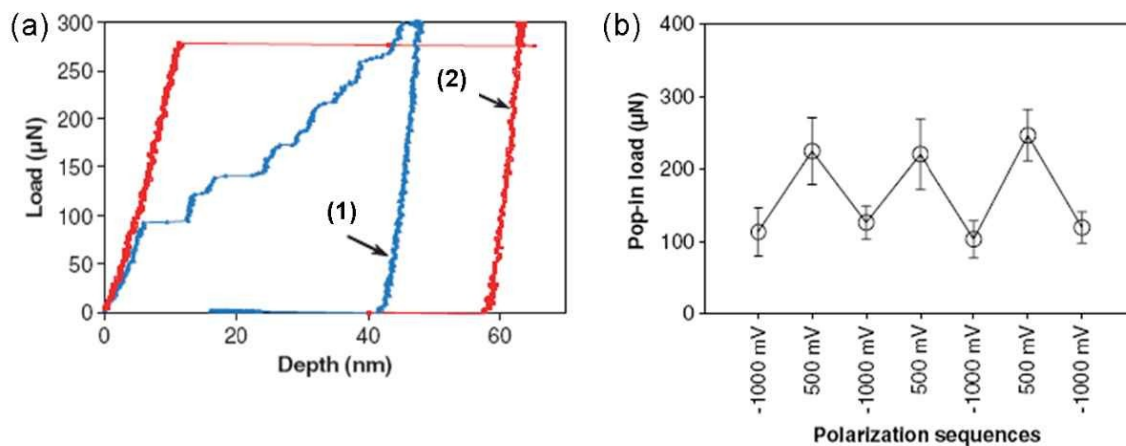 (a)
300
250
200
150
100
50
0
Load (µN)
(1)
(2)
0 20 40 60
Depth (nm)
(b)
400
300
200
100
0
Pop-in load (µN)
-1000 mV
500 mV
-1000 mV
500 mV
-1000 mV
500 mV
-1000 mV
Polarization sequences